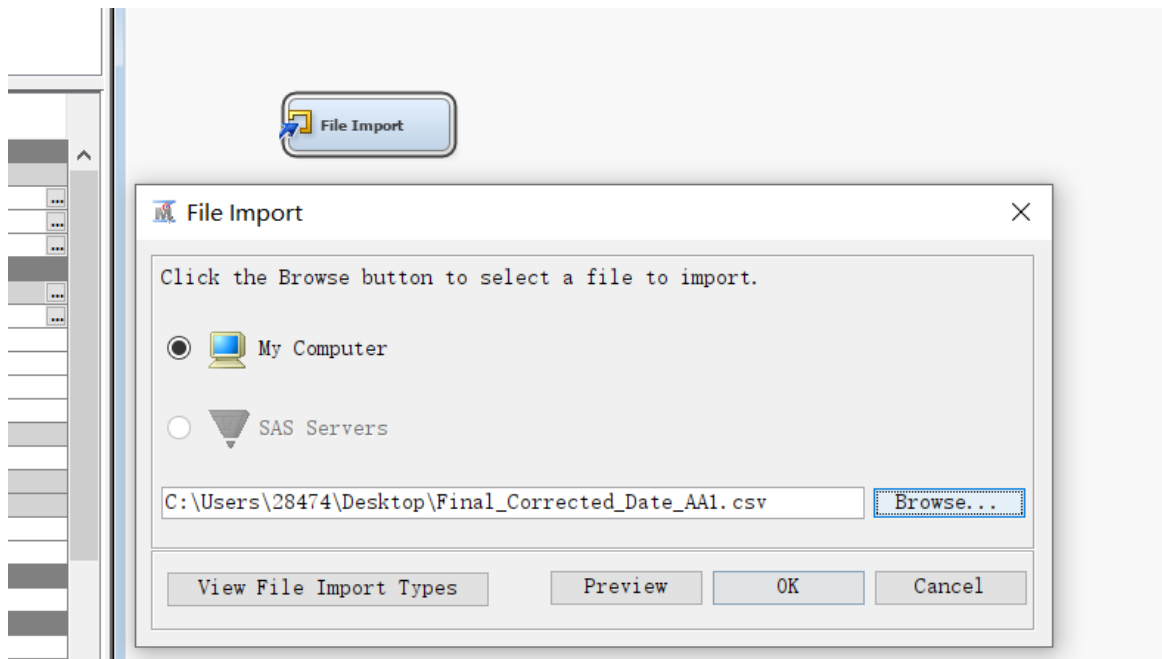 File Import
File Import
Click the Browse button to select a file to import.
My Computer
SAS Servers
C:\Users\28474\Desktop\Final_Corrected_Date_AA1.csv
Browse...
View File Import Types
Preview
OK
Cancel
...
...
...
...
...